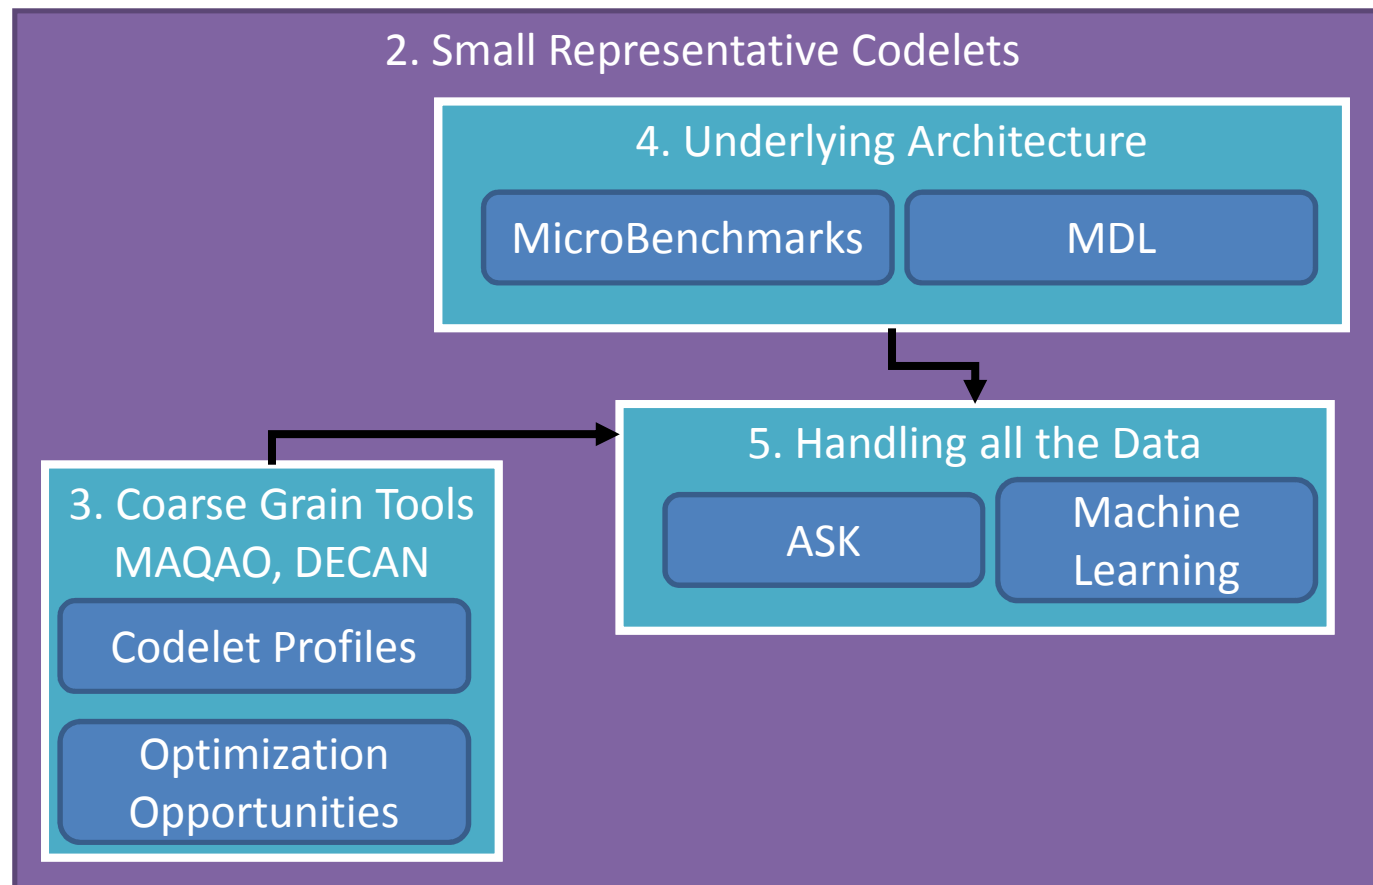 2. Small Representative Codelets
4. Underlying Architecture
MicroBenchmarks
MDL
5. Handling all the Data
ASK
Machine
Learning
3. Coarse Grain Tools
MAQAO, DECAN
Codelet Profiles
Optimization
Opportunities